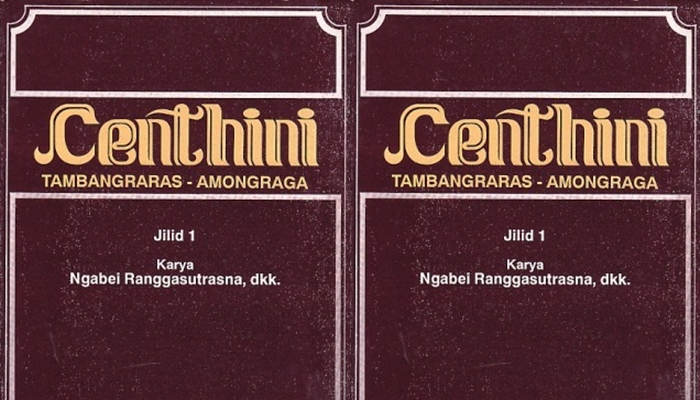 Centhini
TAMBANGRARAS - AMONGRAGA
Jilid 1
Karya
Ngabei Ranggasutrasna, dkk.
Centhini
TAMBANGRARAS - AMONGRAGA
Jilid 1
Karya
Ngabei Ranggasutrasna, dkk.